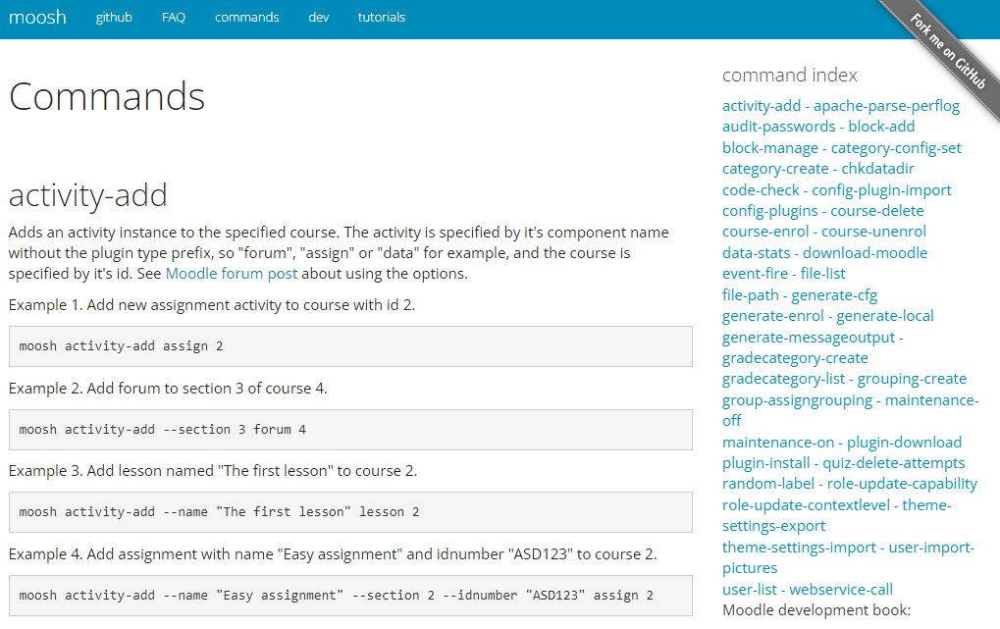 moosh github FAQ commands dev tutorials
Fork me on GitHub
Commands
activity-add
Adds an activity instance to the specified course. The activity is specified by it's component name
without the plugin type prefix, so "forum", "assign" or "data" for example, and the course is
specified by it's id. See Moodle forum post about using the options.
Example 1. Add new assignment activity to course with id 2.
moosh activity-add assign 2
Example 2. Add forum to section 3 of course 4.
moosh activity-add --section 3 forum 4
Example 3. Add lesson named "The first lesson" to course 2.
moosh activity-add --name "The first lesson" lesson 2
Example 4. Add assignment with name "Easy assignment" and idnumber "ASD123" to course 2.
moosh activity-add --name "Easy assignment" --section 2 --idnumber "ASD123" assign 2
command index
activity-add - apache-parse-perflog
audit-passwords - block-add
block-manage - category-config-set
category-create - chkdatadir
code-check - config-plugin-import
config-plugins - course-delete
course-enrol - course-unenrol
data-stats - download-moodle
event-fire - file-list
file-path - generate-cfg
generate-enrol - generate-local
generate-messageoutput -
gradecategory-create
gradecategory-list - grouping-create
group-assigngrouping - maintenance-
off
maintenance-on - plugin-download
plugin-install - quiz-delete-attempts
random-label - role-update-capability
role-update-contextlevel - theme-
settings-export
theme-settings-import - user-import-
pictures
user-list - webservice-call
Moodle development book: